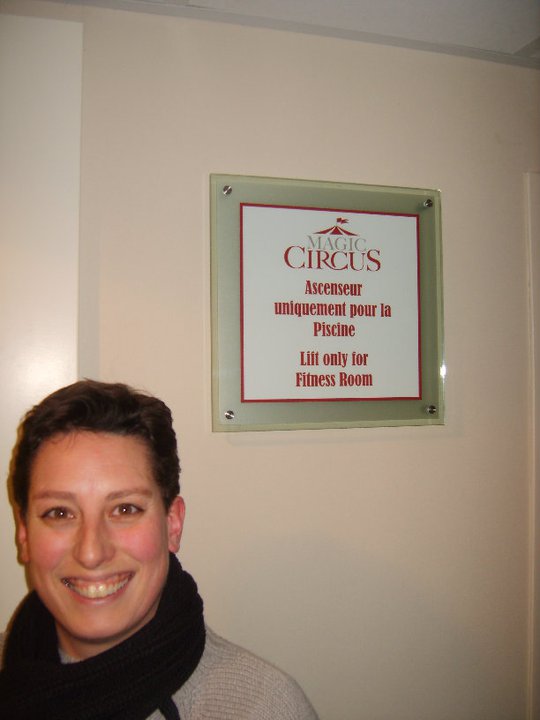 MAGIC
CIRCUS
Ascenseur
uniquement pour la
Piscine
Lift only for
Fitness Room